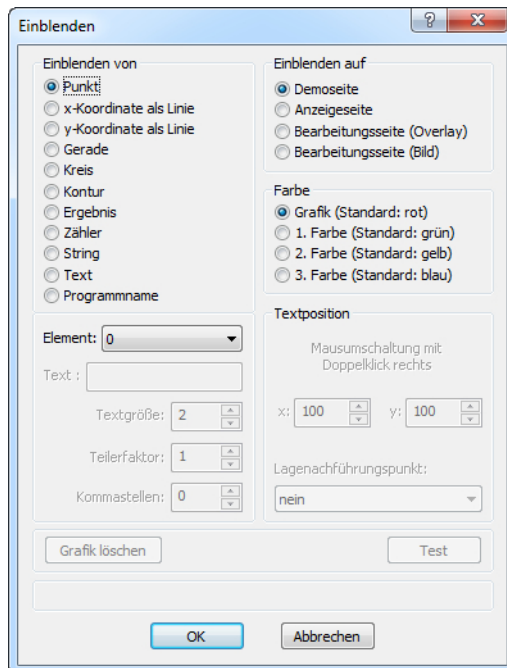 Einblenden
?
X
Einblenden von
Punkt
x-Koordinate als Linie
y-Koordinate als Linie
Gerade
Kreis
Kontur
Ergebnis
Zähler
String
Text
Programmname
Einblenden auf
Demoseite
Anzeigeseite
Bearbeitungsseite (Overlay)
Bearbeitungsseite (Bild)
Farbe
Grafik (Standard: rot)
1. Farbe (Standard: grün)
2. Farbe (Standard: gelb)
3. Farbe (Standard: blau)
Element: 0
Text :
Textgröße: 2
Teilerfaktor: 1
Kommastellen: 0
Textposition
Mausumschaltung mit
Doppelklick rechts
x: 100 y: 100
Lagenachführungspunkt:
nein
Grafik löschen
Test
OK
Abbrechen